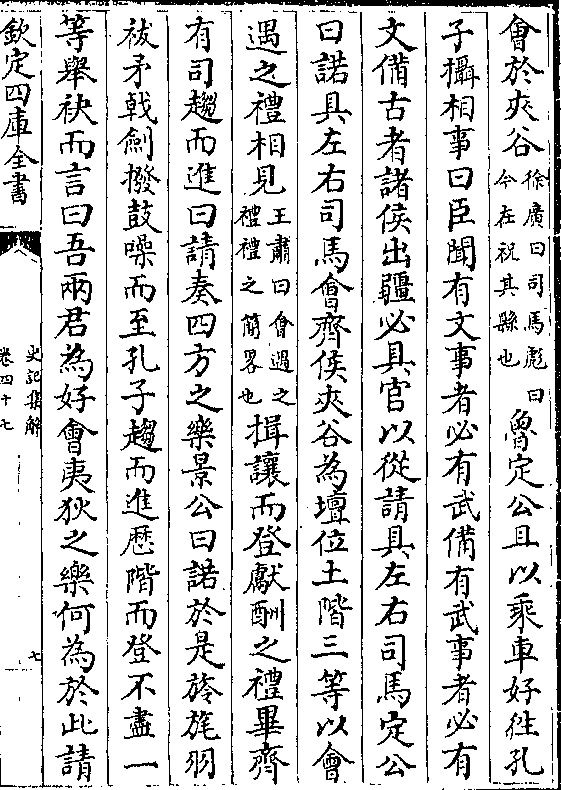 會於夾谷徐廣曰司馬彪曰今在祝其縣也魯定公且以乘車好徃孔
子攝相事曰臣聞有文事者必有武備有武事者必有
文備古者諸侯出疆必具官以從請具左右司馬定公
曰諾具左右司馬會齊侯夾谷為壇位土階三等以會
遇之禮相見王肅曰會遇之禮禮之簡畧也揖讓而登獻酬之禮畢齊
有司趨而進曰請奏四方之樂景公曰諾於是旍旄羽
袚矛戟劍撥鼓噪而至孔子趨而進歷階而登不盡一
等舉袂而言曰吾兩君為好會夷狄之樂何為於此請
欽定四庫全書
史記集解
卷四十七
七